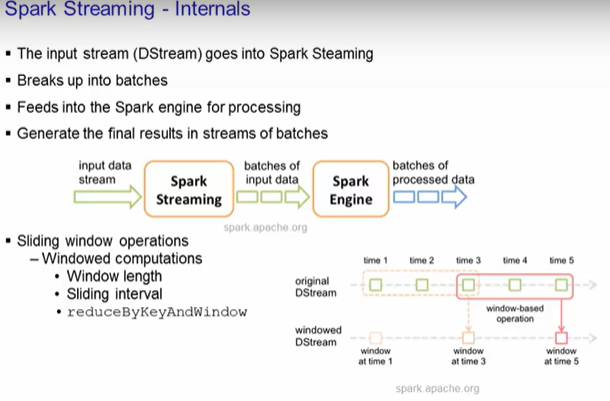 Spark Streaming - Internals
▪ The input stream (DStream) goes into Spark Steaming
▪ Breaks up into batches
▪ Feeds into the Spark engine for processing
▪ Generate the final results in streams of batches
input data
stream
Spark
Streaming
batches of
input data
Spark
Engine
batches of
processed data
spark.apache.org
▪ Sliding window operations
– Windowed computations
• Window length
• Sliding interval
• reduceByKeyAndWindow
time 1 time 2 time 3 time 4 time 5
original
DStream
window-based
operation
windowed
DStream
window
at time 1
window
at time 3
window
at time 5
spark.apache.org